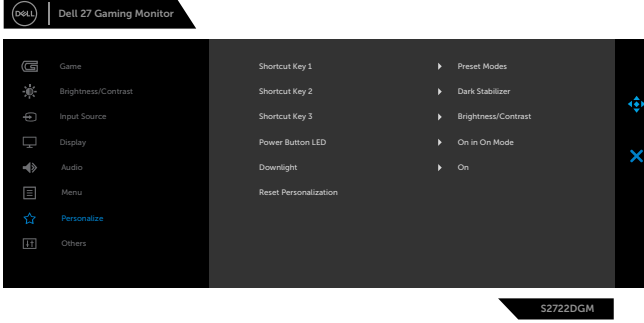 DELL Dell 27 Gaming Monitor
Game
Brightness/Contrast
Input Source
Display
Audio
Menu
Personalize
Others
Shortcut Key 1 Preset Modes
Shortcut Key 2 Dark Stabilizer
Shortcut Key 3 Brightness/Contrast
Power Button LED On in On Mode
Downlight On
Reset Personalization
S2722DGM